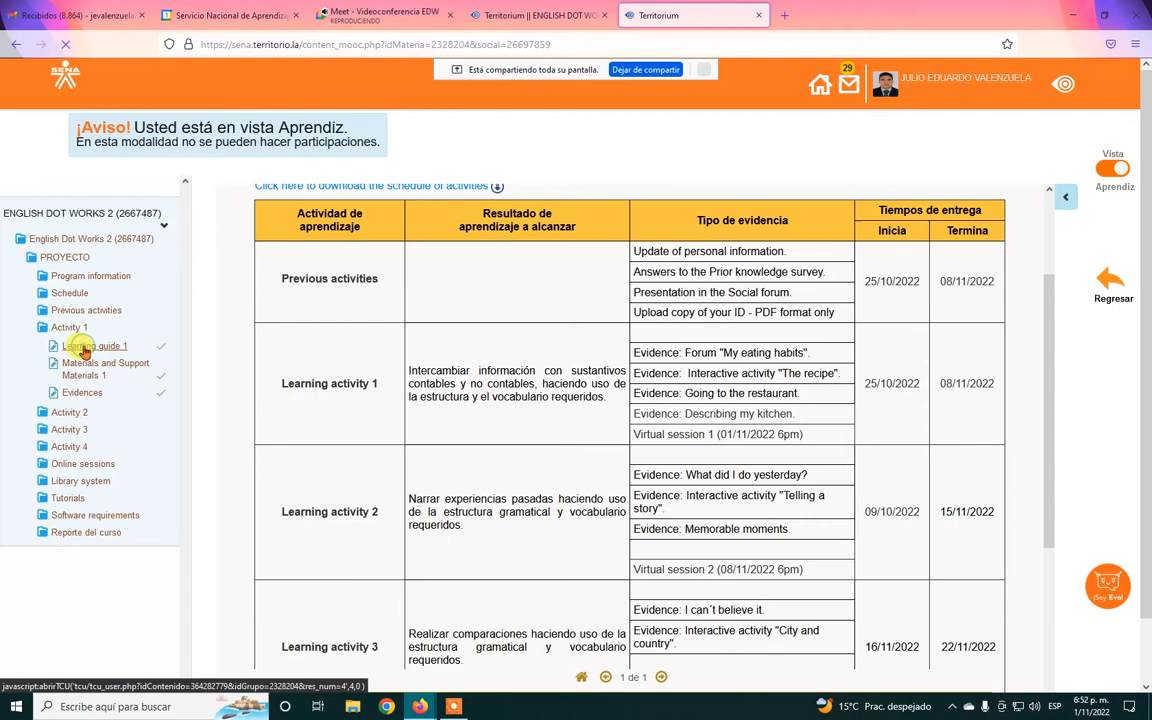 Recibidos (8.864) - jevalenzuela
Servicio Nacional de Aprendizaj
Meet - Videoconferencia EDW
REPRODUCIENDO
Territorium || ENGLISH DOT WO
Territorium
https://sena.territorio.la/content_mooc.php?idMateria=2328204&social=26697859
Está compartiendo toda su pantalla.
Dejar de compartir
SENA
29
JULIO EDUARDO VALENZUELA
¡Aviso! Usted está en vista Aprendiz.
En esta modalidad no se pueden hacer participaciones.
Vista
Aprendiz
Regresar
ENGLISH DOT WORKS 2 (2667487)
English Dot Works 2 (2667487)
PROYECTO
Program information
Schedule
Previous activities
Activity 1
Learning guide 1
Materials and Support
Materials 1
Evidences
Activity 2
Activity 3
Activity 4
Online sessions
Library system
Tutorials
Software requirements
Reporte del curso
Click here to download the schedule of activities
Actividad de aprendizaje
Resultado de aprendizaje a alcanzar
Tipo de evidencia
Tiempos de entrega
Inicia
Termina
Previous activities
Update of personal information.
Answers to the Prior knowledge survey.
Presentation in the Social forum.
Upload copy of your ID - PDF format only
25/10/2022
08/11/2022
Learning activity 1
Intercambiar información con sustantivos
contables y no contables, haciendo uso de
la estructura y el vocabulario requeridos.
Evidence: Forum "My eating habits".
Evidence: Interactive activity "The recipe".
Evidence: Going to the restaurant.
Evidence: Describing my kitchen.
Virtual session 1 (01/11/2022 6pm)
25/10/2022
08/11/2022
Learning activity 2
Narrar experiencias pasadas haciendo uso
de la estructura gramatical y vocabulario
requeridos.
Evidence: What did I do yesterday?
Evidence: Interactive activity "Telling a
story".
Evidence: Memorable moments.
Virtual session 2 (08/11/2022 6pm)
09/10/2022
15/11/2022
Learning activity 3
Realizar comparaciones haciendo uso de la
estructura gramatical y vocabulario
requeridos.
Evidence: I can´t believe it.
Evidence: Interactive activity "City and
country".
16/11/2022
22/11/2022
1 de 1
¡Soy Eva!
javascript:abrirTCU('tcu/tcu_user.php?idContenido=364282779&idGrupo=2328204&res_num=4',4,0)
Escribe aquí para buscar
15°C Prac. despejado
ESP
6:52 p. m.
1/11/2022